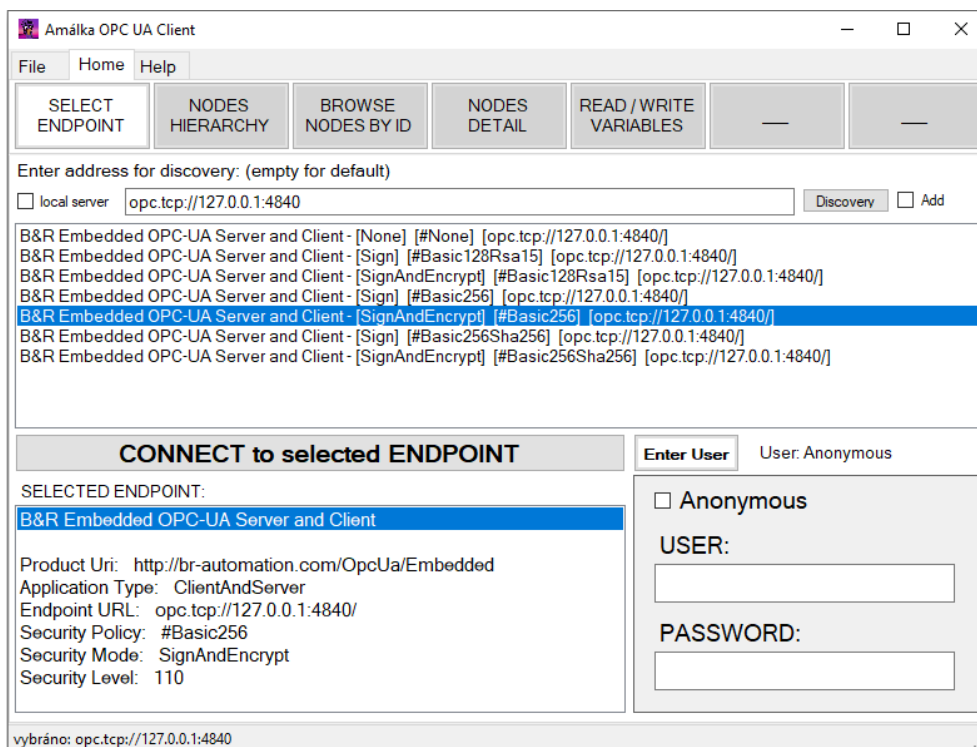 Amálka OPC UA Client
File Home Help
SELECT ENDPOINT
NODES HIERARCHY
BROWSE NODES BY ID
NODES DETAIL
READ / WRITE VARIABLES
Enter address for discovery: (empty for default)
local server opc.tcp://127.0.0.1:4840 Discovery Add
B&R Embedded OPC-UA Server and Client - [None] [#None] [opc.tcp://127.0.0.1:4840/]
B&R Embedded OPC-UA Server and Client - [Sign] [#Basic128Rsa15] [opc.tcp://127.0.0.1:4840/]
B&R Embedded OPC-UA Server and Client - [SignAndEncrypt] [#Basic128Rsa15] [opc.tcp://127.0.0.1:4840/]
B&R Embedded OPC-UA Server and Client - [Sign] [#Basic256] [opc.tcp://127.0.0.1:4840/]
B&R Embedded OPC-UA Server and Client - [SignAndEncrypt] [#Basic256] [opc.tcp://127.0.0.1:4840/]
B&R Embedded OPC-UA Server and Client - [Sign] [#Basic256Sha256] [opc.tcp://127.0.0.1:4840/]
B&R Embedded OPC-UA Server and Client - [SignAndEncrypt] [#Basic256Sha256] [opc.tcp://127.0.0.1:4840/]
CONNECT to selected ENDPOINT
Enter User User: Anonymous
SELECTED ENDPOINT:
B&R Embedded OPC-UA Server and Client
Product Uri: http://br-automation.com/OpcUa/Embedded
Application Type: ClientAndServer
Endpoint URL: opc.tcp://127.0.0.1:4840/
Security Policy: #Basic256
Security Mode: SignAndEncrypt
Security Level: 110
Anonymous
USER:
PASSWORD:
vybráno: opc.tcp://127.0.0.1:4840